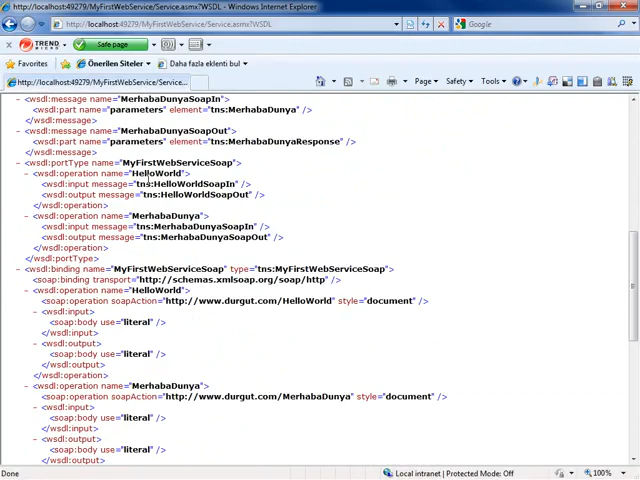 http://localhost:49279/MyFirstWebService/Service.asmx?WSDL - Windows Internet Explorer
http://localhost:49279/MyFirstWebService/Service.asmx?WSDL
Google
x TREND MICRO Safe page
Favorites Önerilen Siteler Daha fazla eklenti bul
http://localhost:49279/MyFirstWebService/Service...
Page Safety Tools
- <wsdl:message name="MerhabaDunyaSoapIn">
<wsdl:part name="parameters" element="tns:MerhabaDunya" />
</wsdl:message>
- <wsdl:message name="MerhabaDunyaSoapOut">
<wsdl:part name="parameters" element="tns:MerhabaDunyaResponse" />
</wsdl:message>
- <wsdl:portType name="MyFirstWebServiceSoap">
- <wsdl:operation name="HelloWorld">
<wsdl:input message="tns:HelloWorldSoapIn" />
<wsdl:output message="tns:HelloWorldSoapOut" />
</wsdl:operation>
- <wsdl:operation name="MerhabaDunya">
<wsdl:input message="tns:MerhabaDunyaSoapIn" />
<wsdl:output message="tns:MerhabaDunyaSoapOut" />
</wsdl:operation>
</wsdl:portType>
- <wsdl:binding name="MyFirstWebServiceSoap" type="tns:MyFirstWebServiceSoap">
<soap:binding transport="http://schemas.xmlsoap.org/soap/http" />
- <wsdl:operation name="HelloWorld">
<soap:operation soapAction="http://www.durgut.com/HelloWorld" style="document" />
- <wsdl:input>
<soap:body use="literal" />
</wsdl:input>
- <wsdl:output>
<soap:body use="literal" />
</wsdl:output>
</wsdl:operation>
- <wsdl:operation name="MerhabaDunya">
<soap:operation soapAction="http://www.durgut.com/MerhabaDunya" style="document" />
- <wsdl:input>
<soap:body use="literal" />
</wsdl:input>
- <wsdl:output>
<soap:body use="literal" />
</wsdl:output>
Done Local intranet | Protected Mode: Off 100%